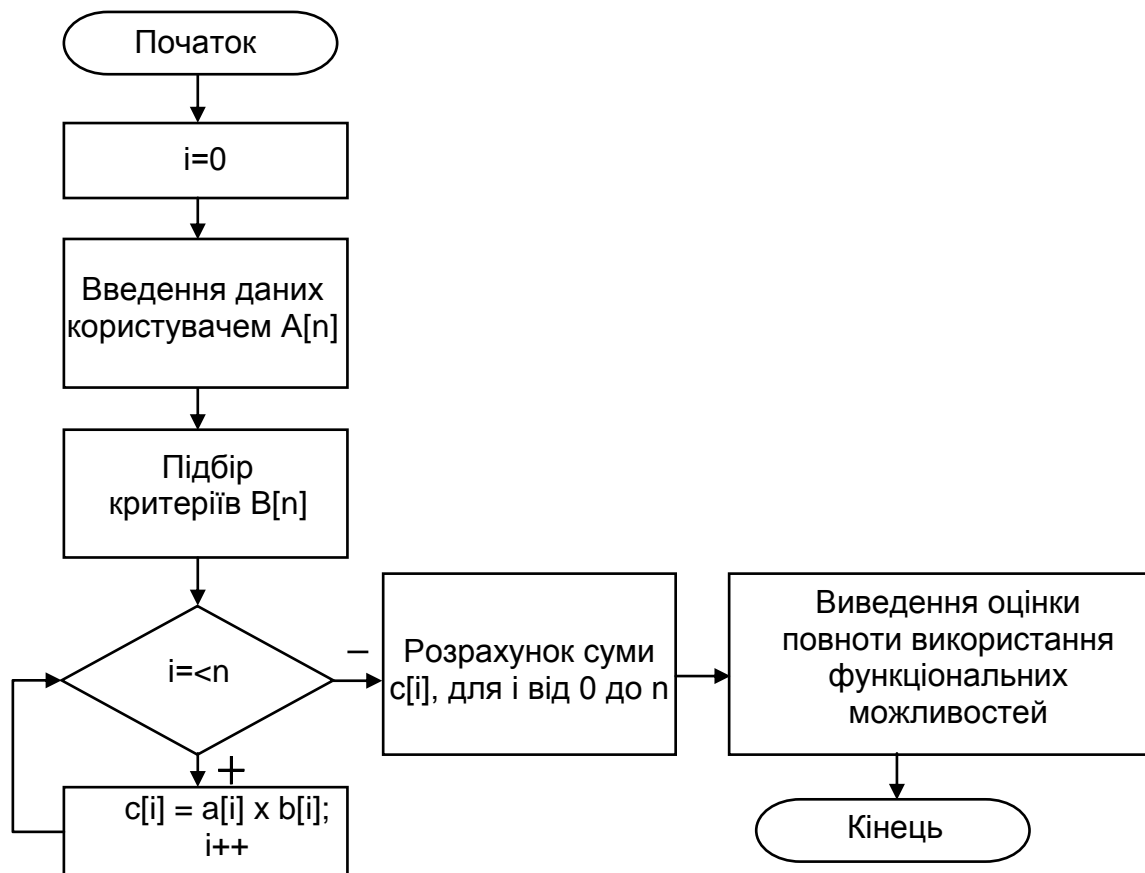 Початок
i=0
Введення даних
користувачем A[n]
Підбір
критеріїв B[n]
i=<n
–
+
c[i] = a[i] x b[i];
i++
Розрахунок суми
c[i], для i від 0 до n
Виведення оцінки
повноти використання
функціональних
можливостей
Кінець